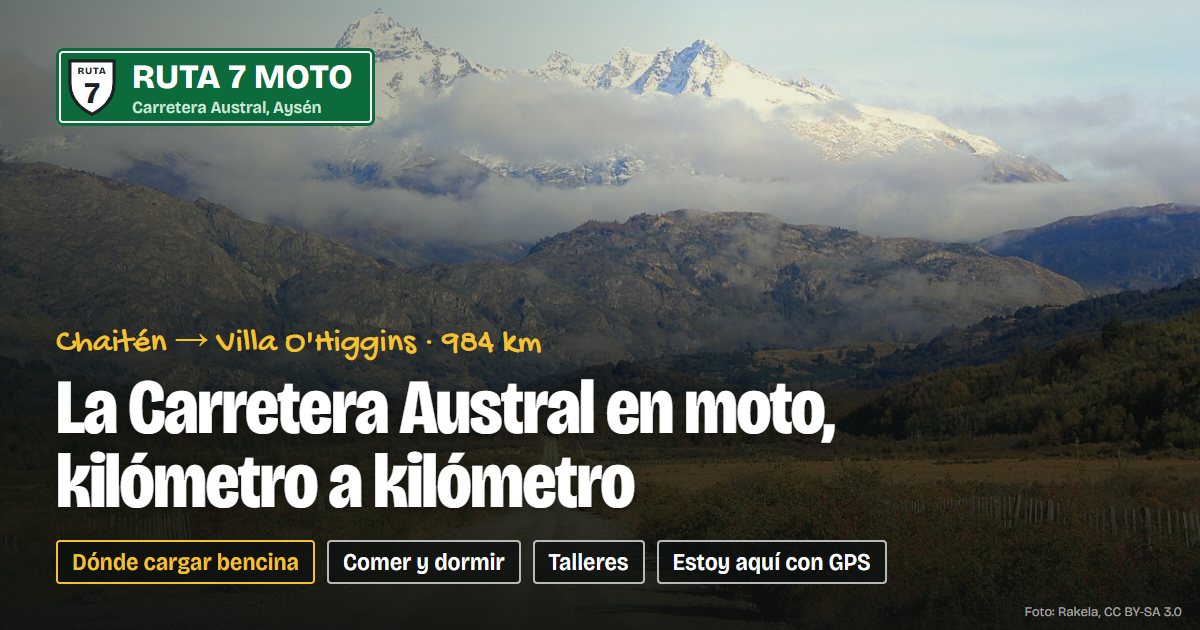 RUTA
7
RUTA 7 MOTO
Carretera Austral, Aysén
Chaitén → Villa O'Higgins · 984 km
La Carretera Austral en moto,
kilómetro a kilómetro
Dónde cargar bencina
Comer y dormir
Talleres
Estoy aquí con GPS
Foto: Rakela, CC BY-SA 3.0